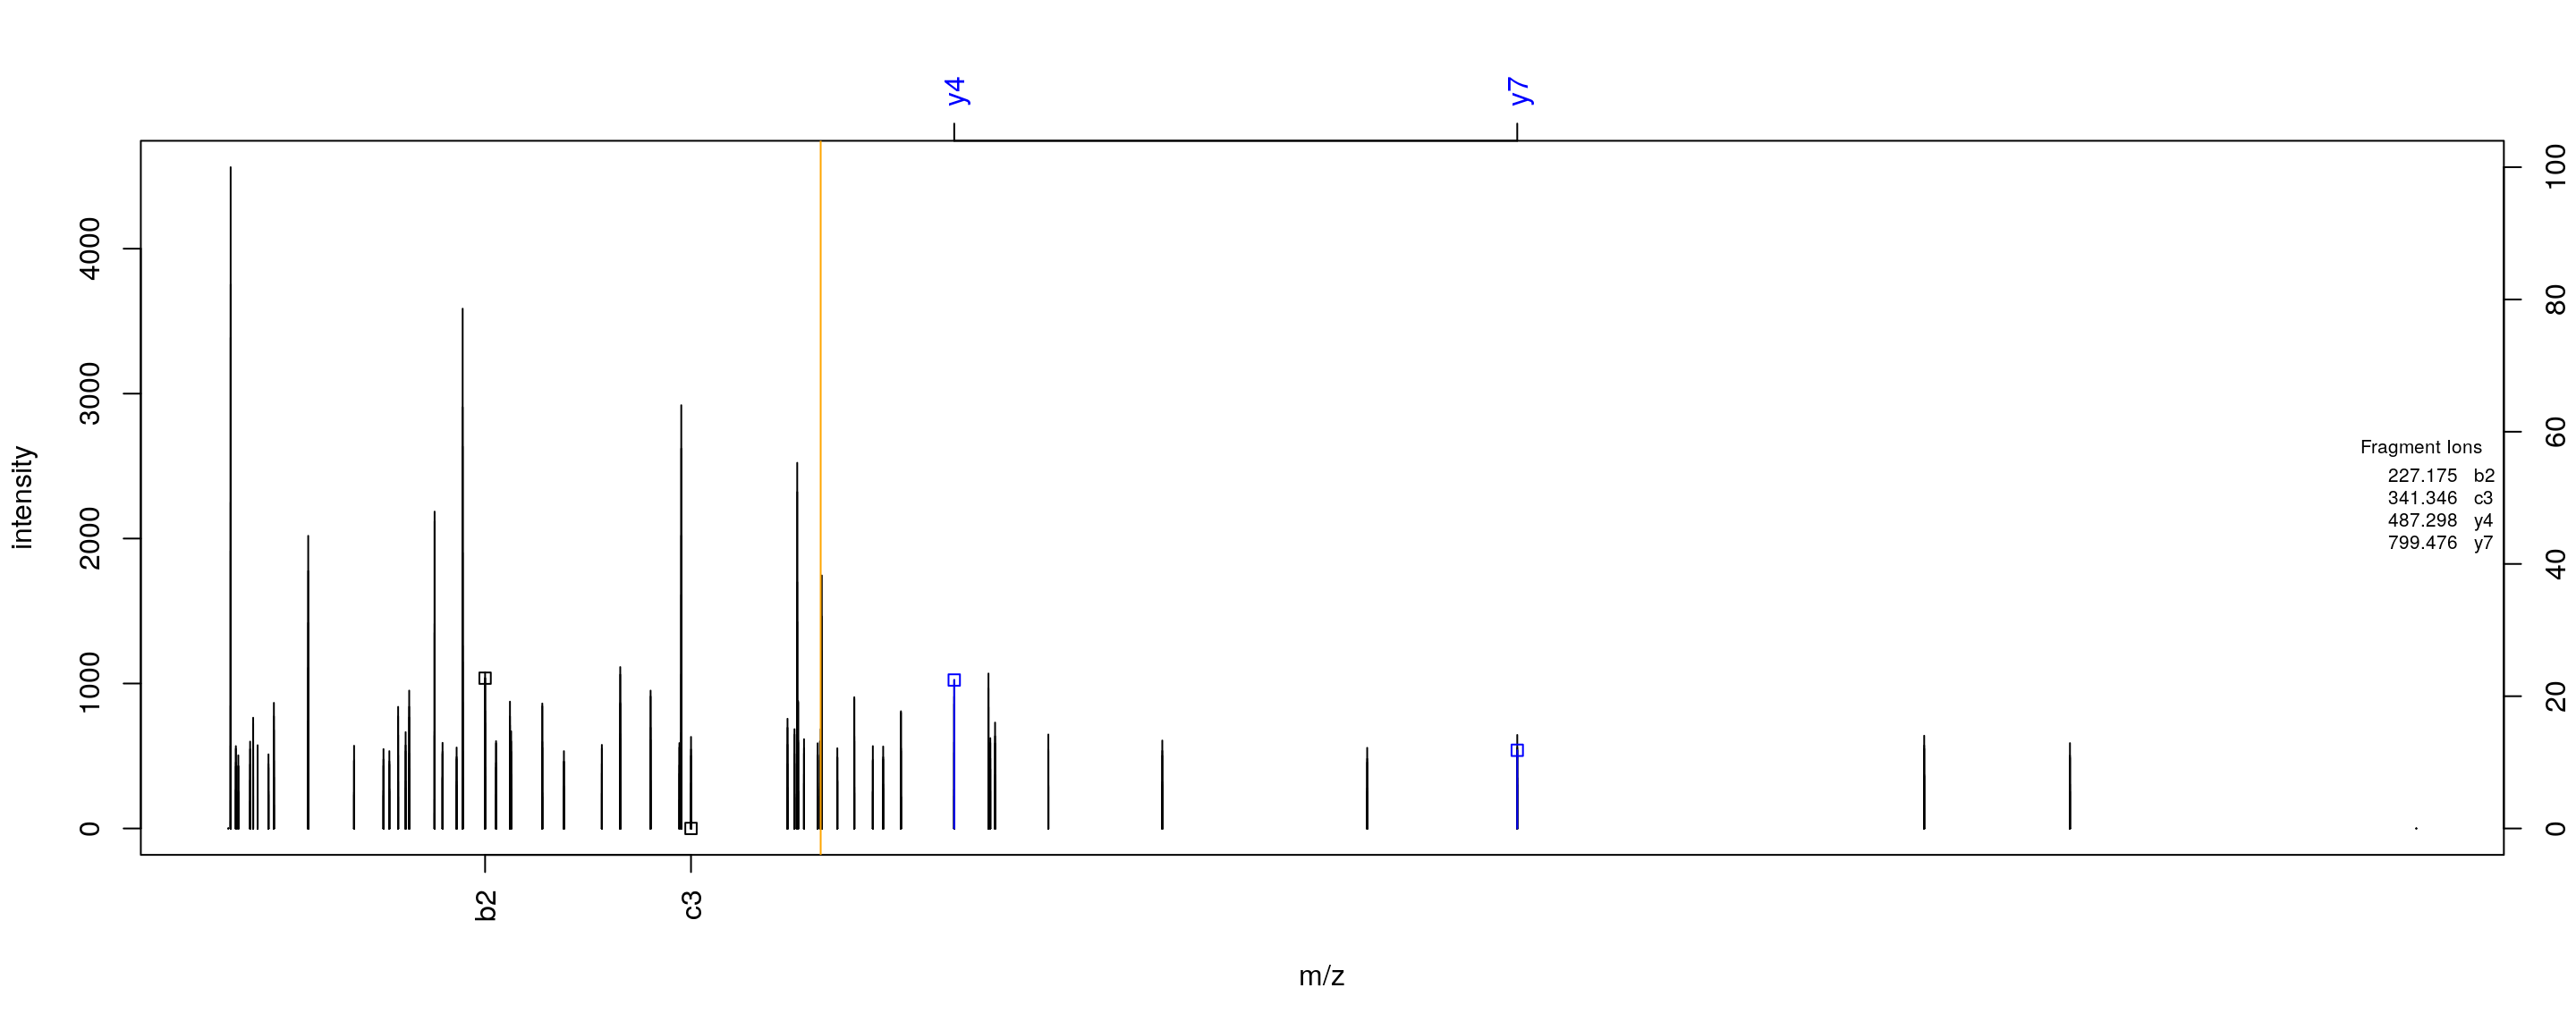 y4 y7
intensity
0 1000 2000 3000 4000
0 20 40 60 80 100
Fragment Ions
227.175 b2
341.346 c3
487.298 y4
799.476 y7
b2 c3
m/z